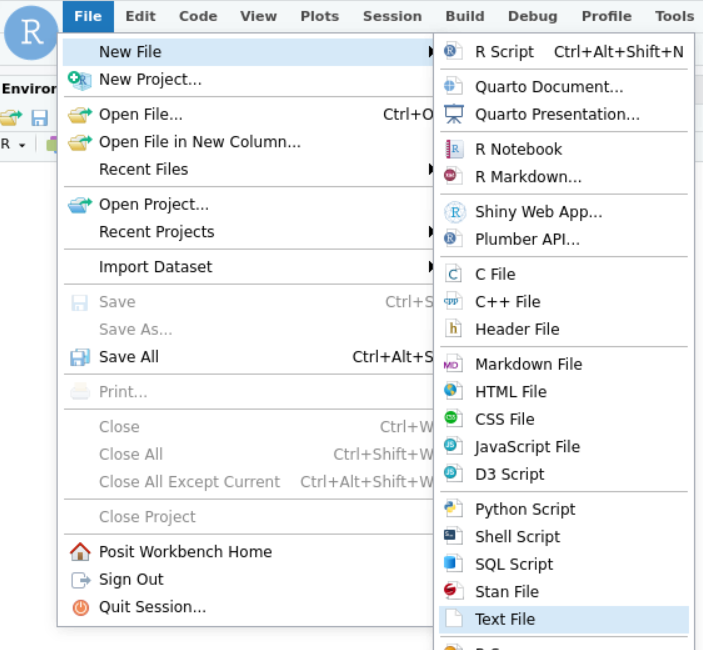 File Edit Code View Plots Session Build Debug Profile Tools
R
Environ
R
New File
New Project...
Open File... Ctrl+O
Open File in New Column...
Recent Files
Open Project...
Recent Projects
Import Dataset
Save Ctrl+S
Save As...
Save All Ctrl+Alt+S
Print...
Close Ctrl+W
Close All Ctrl+Shift+W
Close All Except Current Ctrl+Alt+Shift+W
Close Project
Posit Workbench Home
Sign Out
Quit Session...
R Script Ctrl+Alt+Shift+N
Quarto Document...
Quarto Presentation...
R Notebook
R Markdown...
Shiny Web App...
Plumber API...
C File
C++ File
Header File
Markdown File
HTML File
CSS File
JavaScript File
D3 Script
Python Script
Shell Script
SQL Script
Stan File
Text File